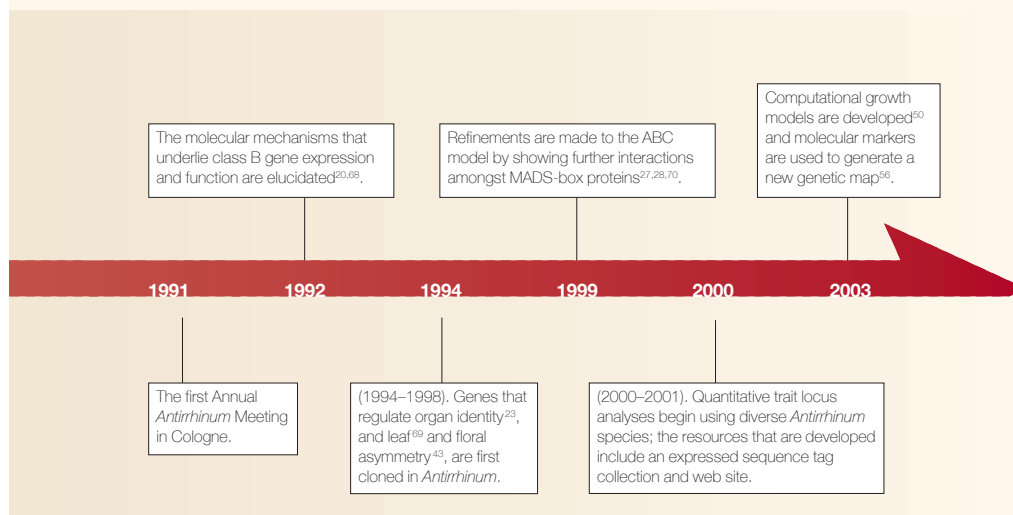 The molecular mechanisms that
underlie class B gene expression
and function are elucidated20,68.
Refinements are made to the ABC
model by showing further interactions
amongst MADS-box proteins27,28,70.
Computational growth
models are developed50
and molecular markers
are used to generate a
new genetic map56.
1991
1992
1994
1999
2000
2003
The first Annual
Antirrhinum Meeting
in Cologne.
(1994–1998). Genes that
regulate organ identity23,
and leaf69 and floral
asymmetry43, are first
cloned in Antirrhinum.
(2000–2001). Quantitative trait locus
analyses begin using diverse Antirrhinum
species; the resources that are developed
include an expressed sequence tag
collection and web site.